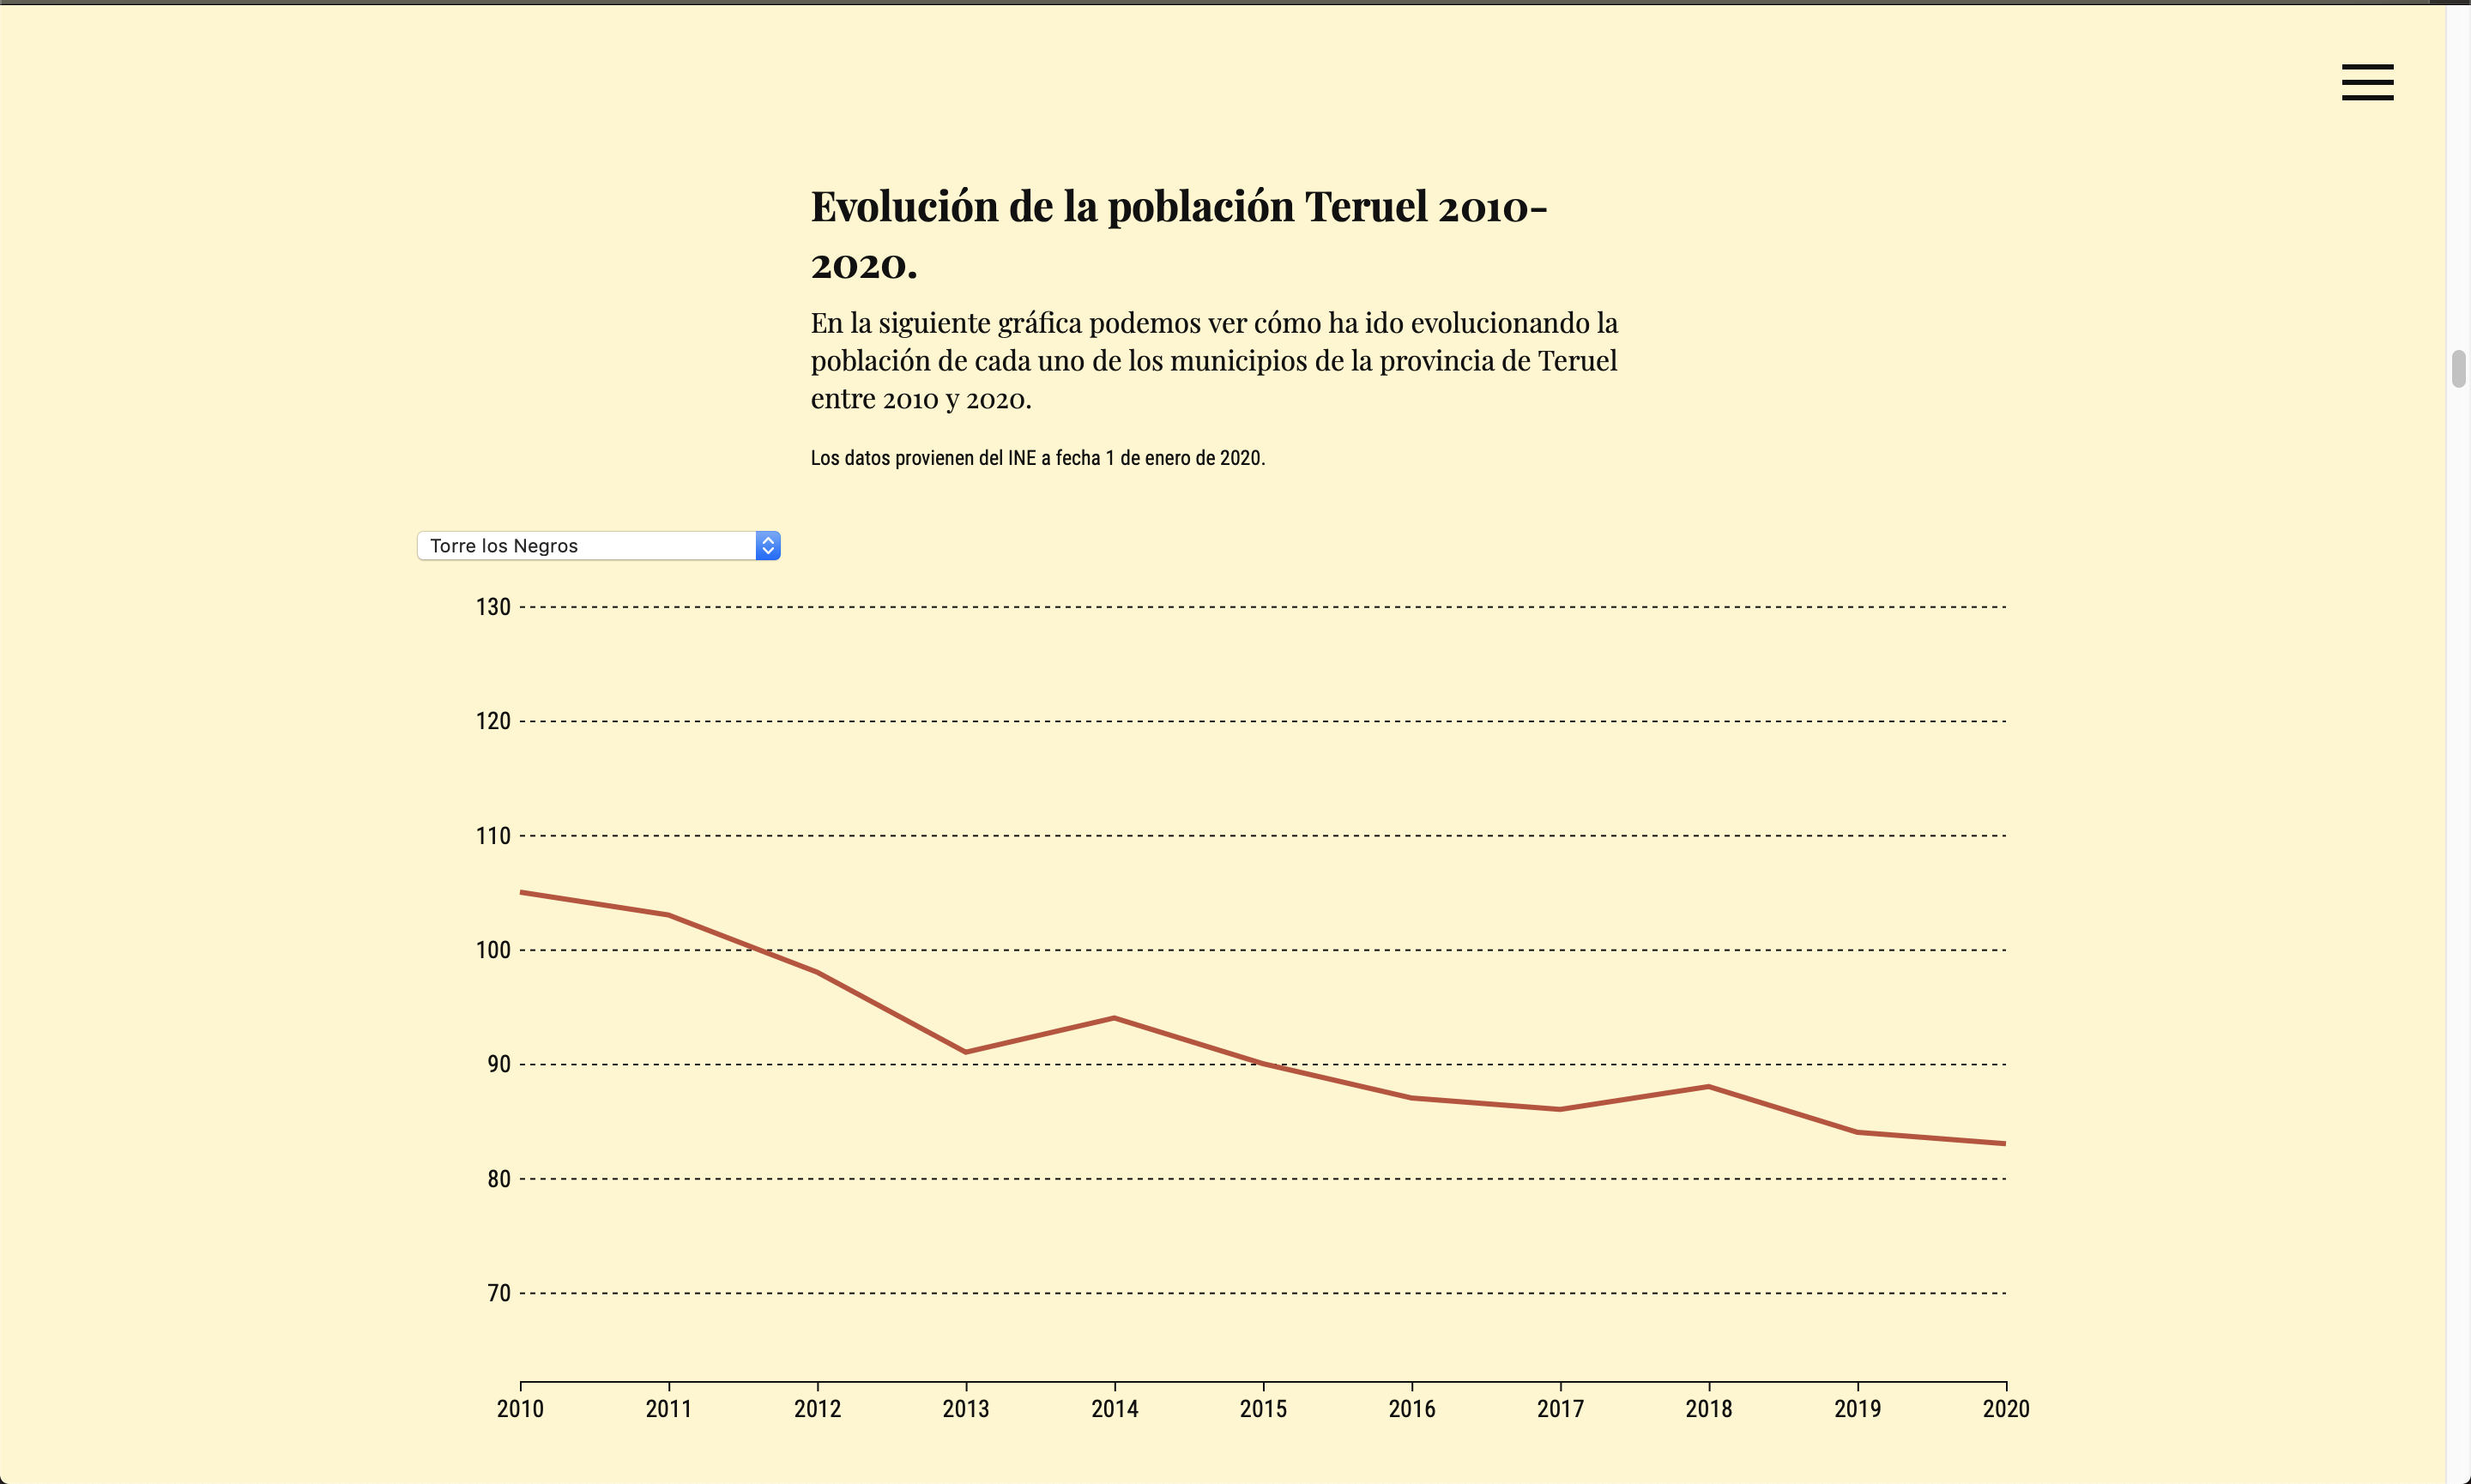 Evolución de la población Teruel 2010-
2020.
En la siguiente gráfica podemos ver cómo ha ido evolucionando la
población de cada uno de los municipios de la provincia de Teruel
entre 2010 y 2020.
Los datos provienen del INE a fecha 1 de enero de 2020.
Torre los Negros
130
120
110
100
90
80
70
2010 2011 2012 2013 2014 2015 2016 2017 2018 2019 2020